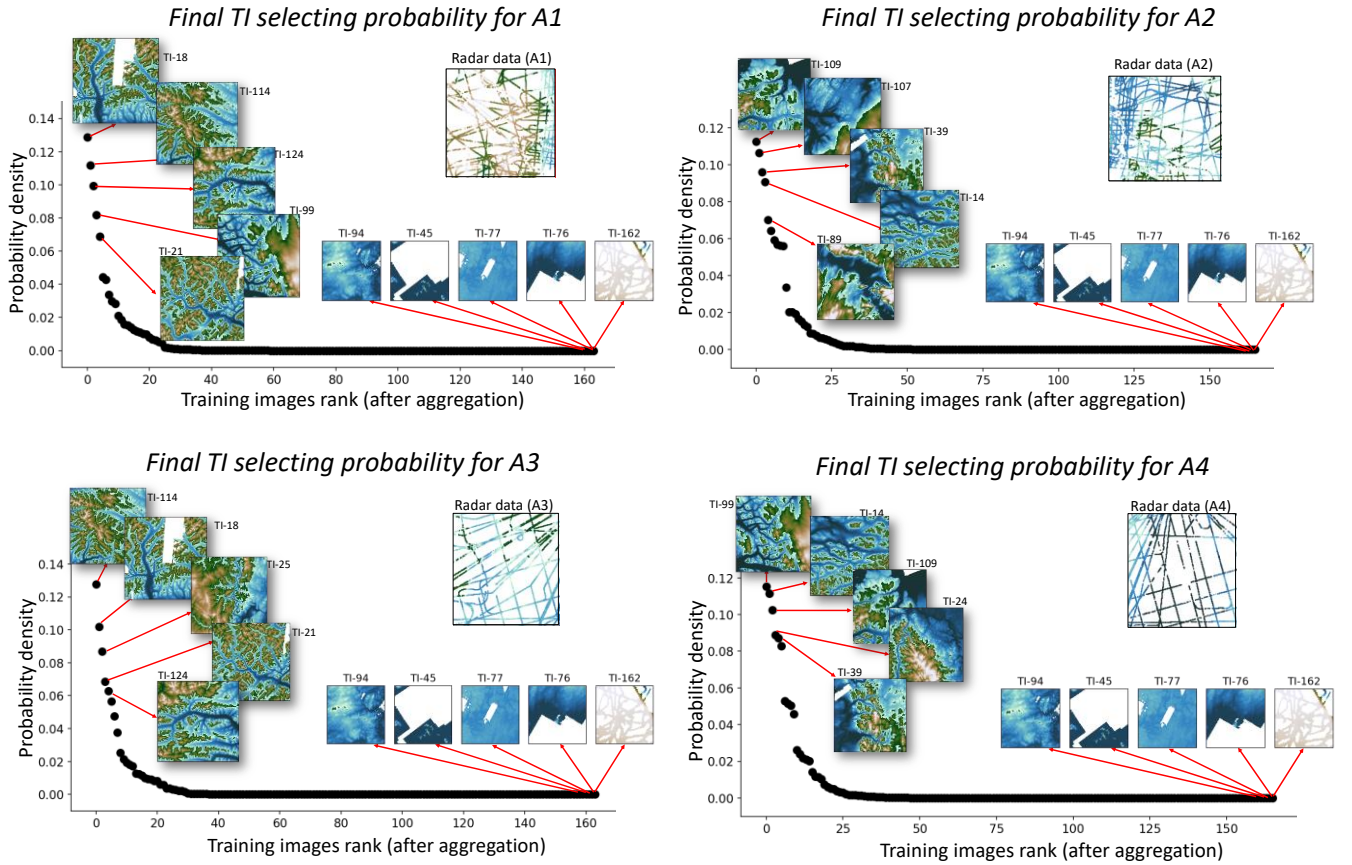 Final TI selecting probability for A1
TI-18
TI-114
TI-124
TI-99
TI-21
Radar data (A1)
TI-94 TI-45 TI-77 TI-76 TI-162
Probability density
0.14
0.12
0.10
0.08
0.06
0.04
0.02
0.00
0 20 40 60 80 100 120 140 160
Training images rank (after aggregation)
Final TI selecting probability for A2
TI-109
TI-107
TI-39
TI-14
TI-89
Radar data (A2)
TI-94 TI-45 TI-77 TI-76 TI-162
Probability density
0.12
0.10
0.08
0.06
0.04
0.02
0.00
0 25 50 75 100 125 150
Training images rank (after aggregation)
Final TI selecting probability for A3
TI-114
TI-18
TI-25
TI-21
TI-124
Radar data (A3)
TI-94 TI-45 TI-77 TI-76 TI-162
Probability density
0.14
0.12
0.10
0.08
0.06
0.04
0.02
0.00
0 20 40 60 80 100 120 140 160
Training images rank (after aggregation)
Final TI selecting probability for A4
TI-99
TI-14
TI-109
TI-24
TI-39
Radar data (A4)
TI-94 TI-45 TI-77 TI-76 TI-162
Probability density
0.12
0.10
0.08
0.06
0.04
0.02
0.00
0 25 50 75 100 125 150
Training images rank (after aggregation)